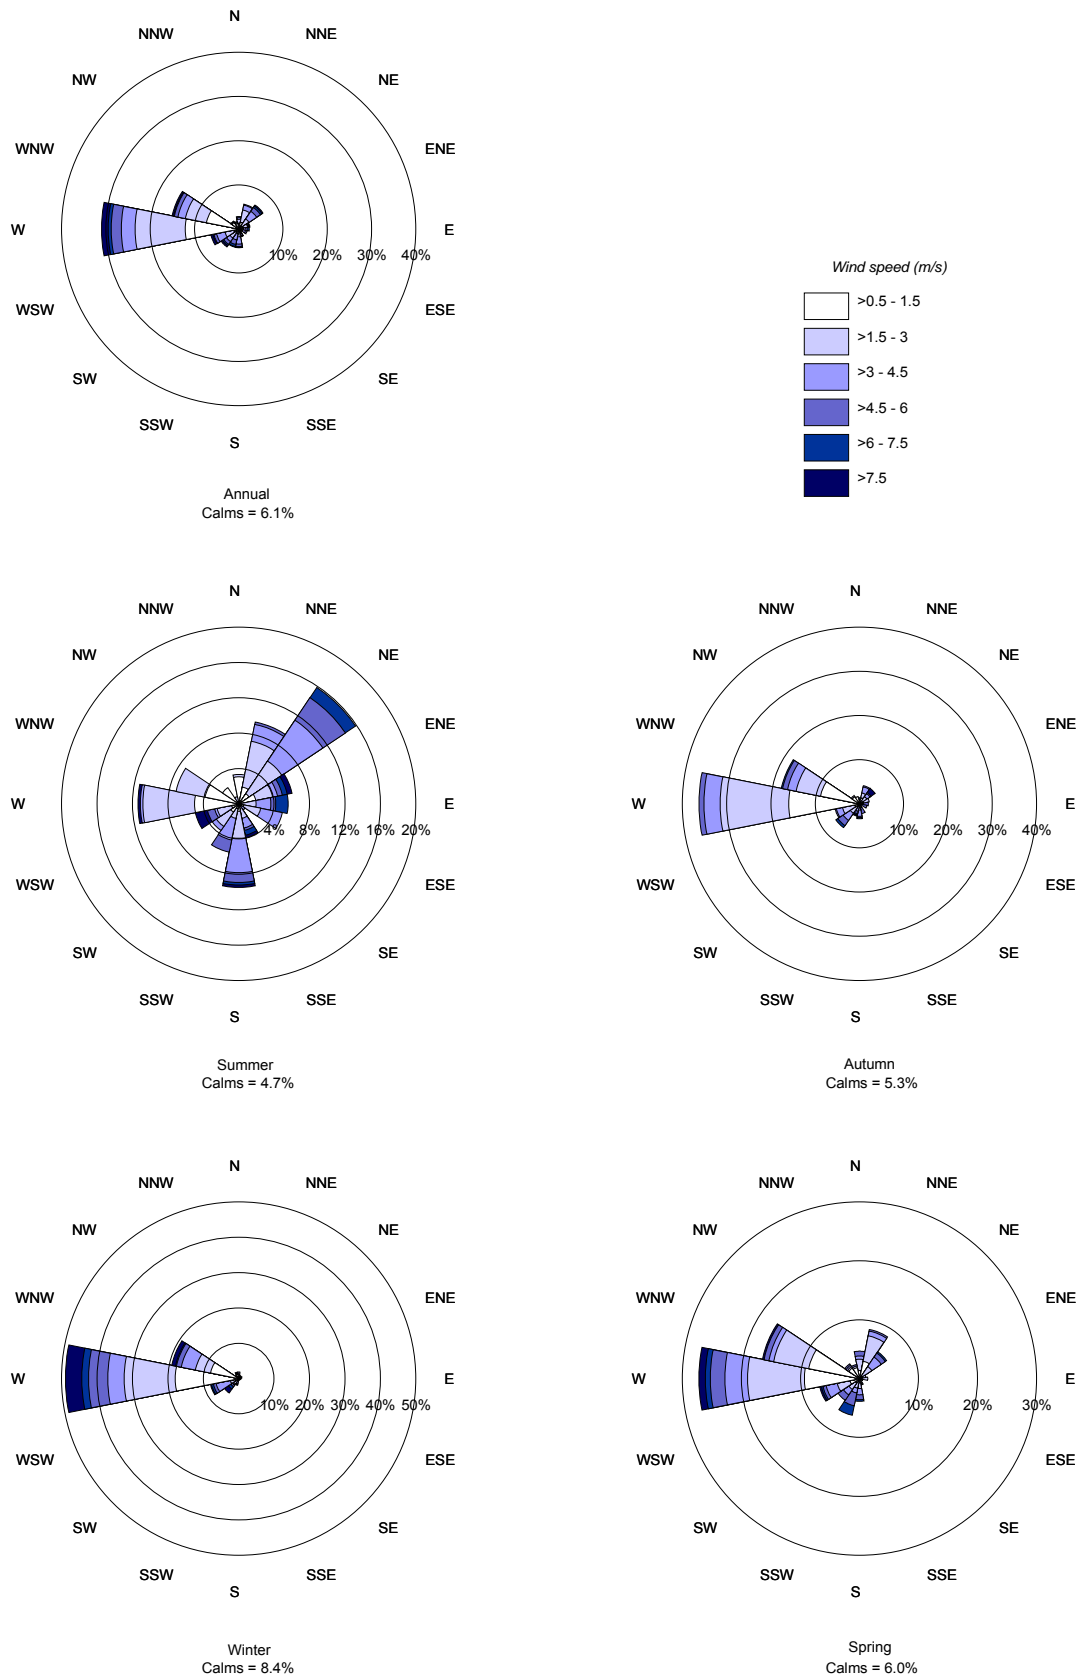 N
NNW
NNE
NW
NE
WNW
ENE
W
E
10% 20% 30% 40%
WSW
ESE
SW
SE
SSW
SSE
S
Annual
Calms = 6.1%
Wind speed (m/s)
>0.5 - 1.5
>1.5 - 3
>3 - 4.5
>4.5 - 6
>6 - 7.5
>7.5
N
NNW
NNE
NW
NE
WNW
ENE
W
E
4% 8% 12% 16% 20%
WSW
ESE
SW
SE
SSW
SSE
S
Summer
Calms = 4.7%
N
NNW
NNE
NW
NE
WNW
ENE
W
E
10% 20% 30% 40%
WSW
ESE
SW
SE
SSW
SSE
S
Autumn
Calms = 5.3%
N
NNW
NNE
NW
NE
WNW
ENE
W
E
10% 20% 30% 40% 50%
WSW
ESE
SW
SE
SSW
SSE
S
Winter
Calms = 8.4%
N
NNW
NNE
NW
NE
WNW
ENE
W
E
10% 20% 30%
WSW
ESE
SW
SE
SSW
SSE
S
Spring
Calms = 6.0%